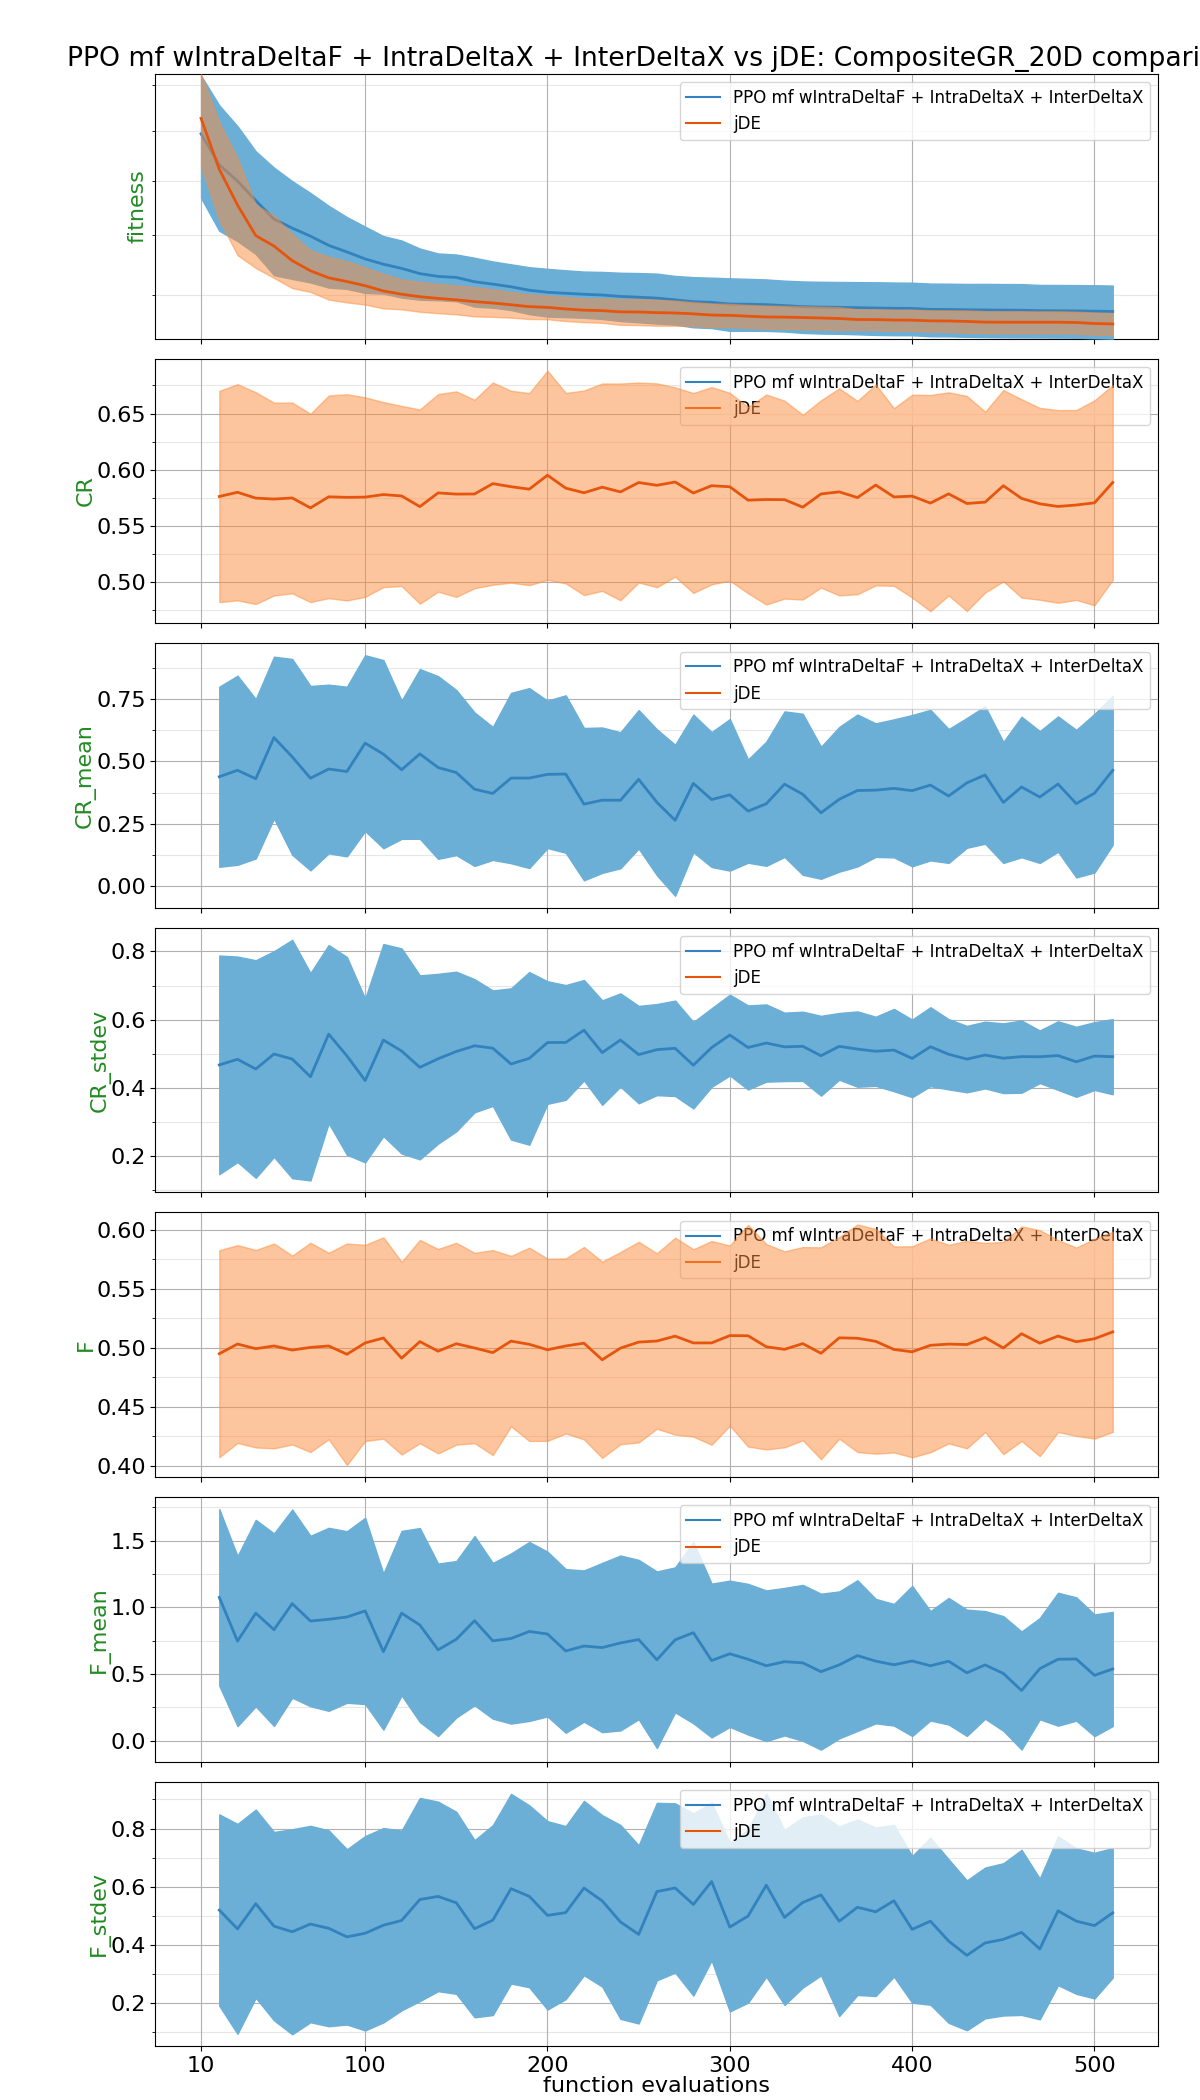 PPO mf wIntraDeltaF + IntraDeltaX + InterDeltaX vs jDE: CompositeGR_20D compari
fitness
PPO mf wIntraDeltaF + IntraDeltaX + InterDeltaX
jDE
CR
0.65
0.60
0.55
0.50
PPO mf wIntraDeltaF + IntraDeltaX + InterDeltaX
jDE
CR_mean
0.75
0.50
0.25
0.00
PPO mf wIntraDeltaF + IntraDeltaX + InterDeltaX
jDE
CR_stdev
0.8
0.6
0.4
0.2
PPO mf wIntraDeltaF + IntraDeltaX + InterDeltaX
jDE
F
0.60
0.55
0.50
0.45
0.40
PPO mf wIntraDeltaF + IntraDeltaX + InterDeltaX
jDE
F_mean
1.5
1.0
0.5
0.0
PPO mf wIntraDeltaF + IntraDeltaX + InterDeltaX
jDE
F_stdev
0.8
0.6
0.4
0.2
PPO mf wIntraDeltaF + IntraDeltaX + InterDeltaX
jDE
10 100 200 300 400 500
function evaluations